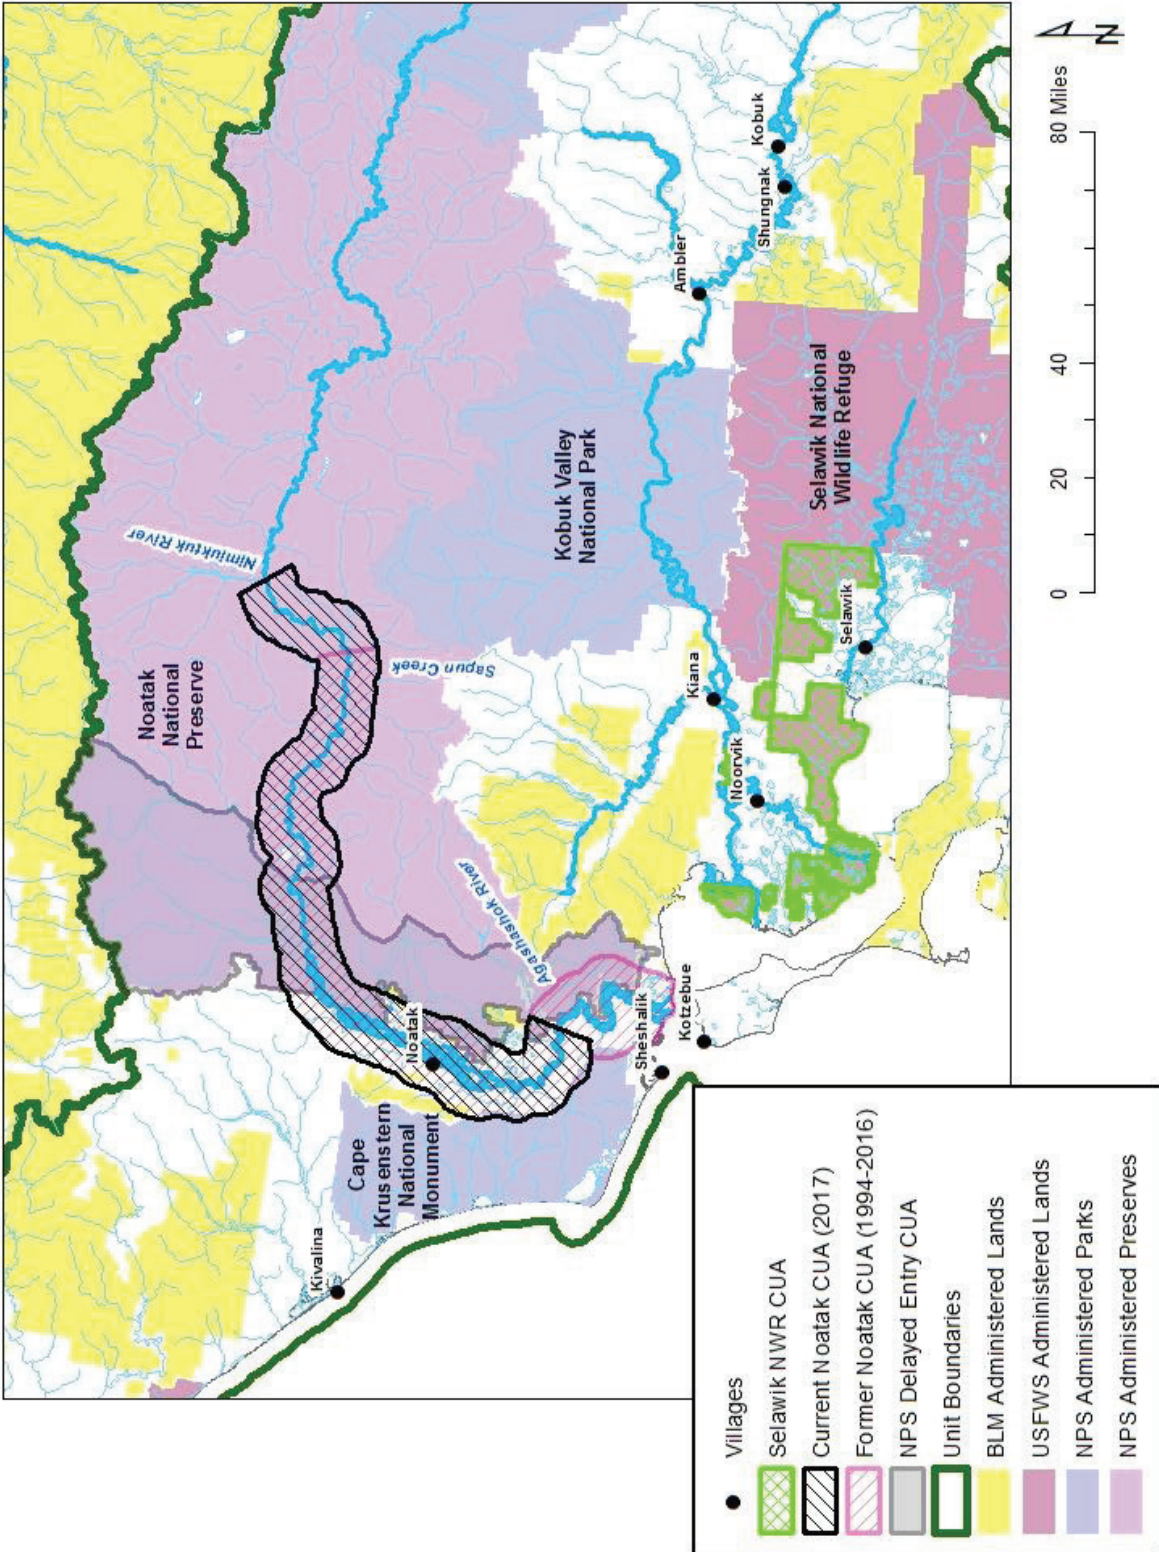 Nimiuktuk River
Noatak
National
Preserve
Sapun Creek
Agashashok River
Kobuk Valley
National Park
Selawik National
Wildlife Refuge
Cape
Krusenstern
National
Monument
Kivalina
Noatak
Sheshalik
Kotzebue
Noorvik
Kiana
Selawik
Ambler
Shungnak
Kobuk
Villages
Selawik NWR CUA
Current Noatak CUA (2017)
Former Noatak CUA (1994-2016)
NPS Delayed Entry CUA
Unit Boundaries
BLM Administered Lands
USFWS Administered Lands
NPS Administered Parks
NPS Administered Preserves
0 20 40 80 Miles
N